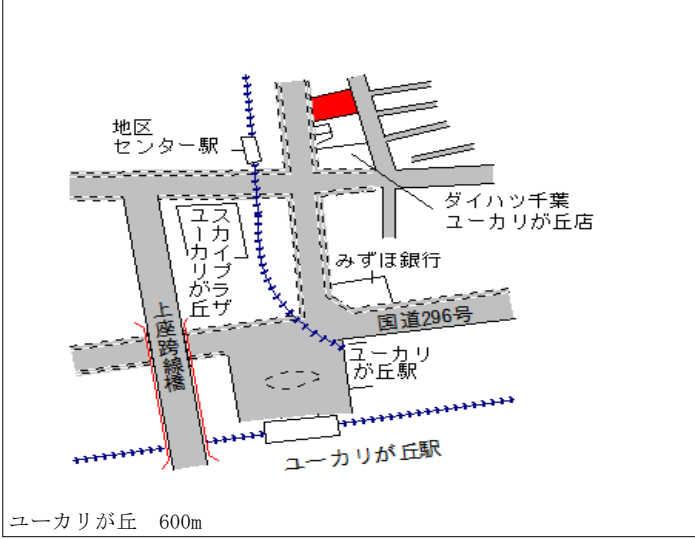 地区
センター駅
ダイハツ千葉
ユーカリが丘店
スカイプラザ
ユーカリが丘
みずほ銀行
上座跨線橋
国道296号
ユーカリ
が丘駅
ユーカリが丘駅
ユーカリが丘　600m